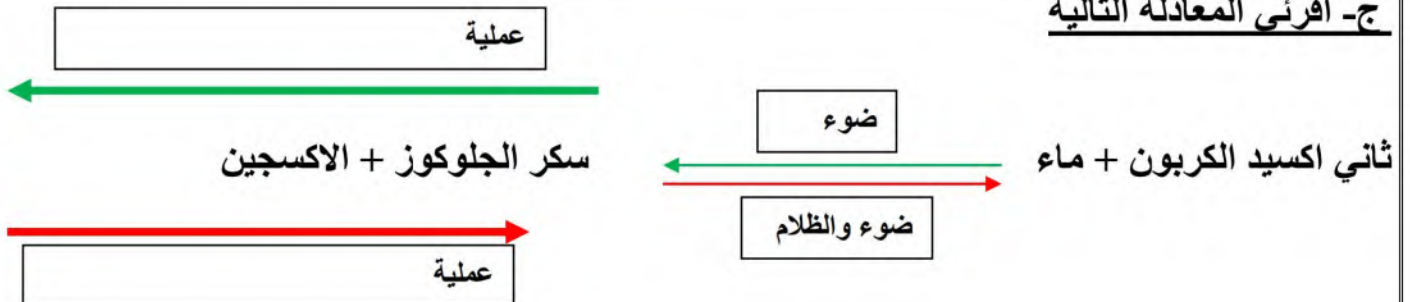 ج- اقرئي المعادلة التالية
عملية
ضوء
ثاني اكسيد الكربون + ماء
سكر الجلوكوز + الاكسجين
ضوء والظلام
عملية